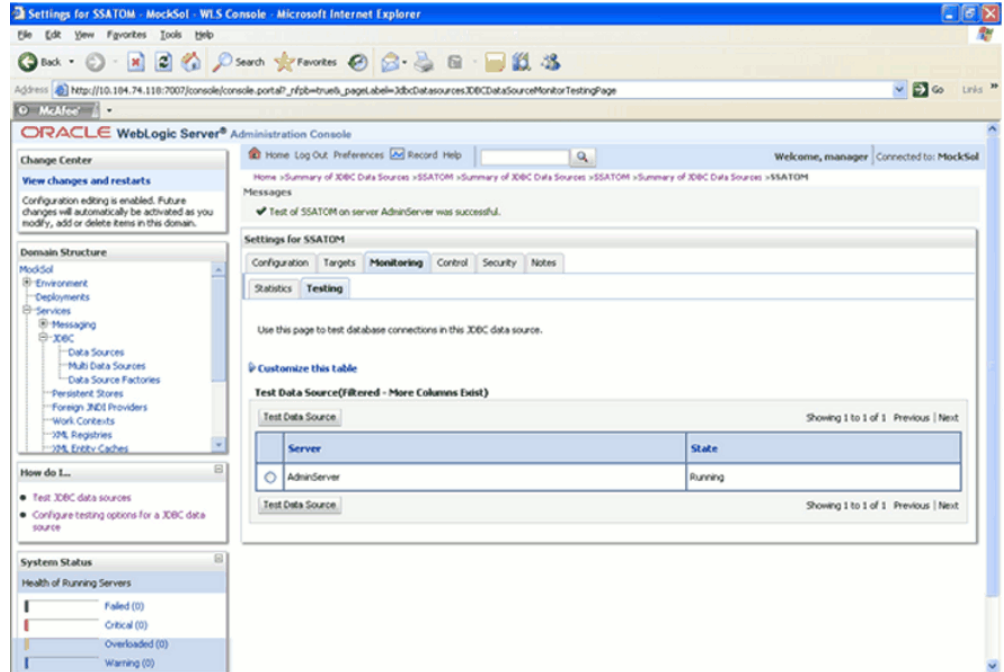 Settings for SSATOM - MockSol - WLS Console - Microsoft Internet Explorer
File Edit View Favorites Tools Help
Back Search Favorites
Address http://10.184.74.118:7007/console/console.portal?_nfpb=true&_pageLabel=JdbcDatasourcesJDBCDataSourceMonitorTestingPage Go Links »
McAfee
ORACLE WebLogic Server® Administration Console
Change Center
View changes and restarts
Configuration editing is enabled. Future
changes will automatically be activated as you
modify, add or delete items in this domain.
Domain Structure
MockSol
Environment
Deployments
Services
Messaging
JDBC
Data Sources
Multi Data Sources
Data Source Factories
Persistent Stores
Foreign JNDI Providers
Work Contexts
XML Registries
XML Entity Caches
How do I...
Test JDBC data sources
Configure testing options for a JDBC data
source
System Status
Health of Running Servers
Failed (0)
Critical (0)
Overloaded (0)
Warning (0)
Home Log Out Preferences Record Help
Welcome, manager Connected to: MockSol
Home >Summary of JDBC Data Sources >SSATOM >Summary of JDBC Data Sources >SSATOM >Summary of JDBC Data Sources >SSATOM
Messages
Test of SSATOM on server AdminServer was successful.
Settings for SSATOM
Configuration Targets Monitoring Control Security Notes
Statistics Testing
Use this page to test database connections in this JDBC data source.
Customize this table
Test Data Source(Filtered - More Columns Exist)
Test Data Source Showing 1 to 1 of 1 Previous | Next
Server State
AdminServer Running
Test Data Source Showing 1 to 1 of 1 Previous | Next